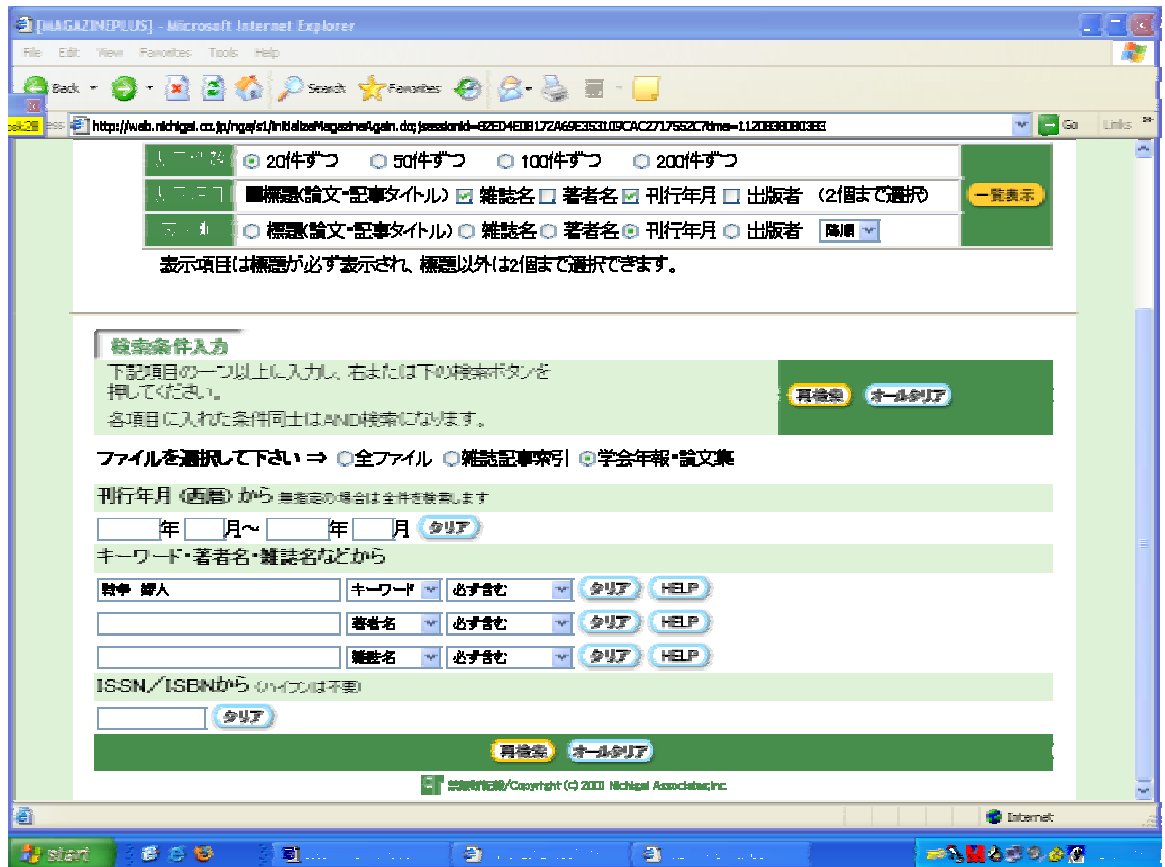 [MAGAZINEPLUS] - Microsoft Internet Explorer
File Edit View Favorites Tools Help
Back Search Favorites
Go Links
20件ずつ 50件ずつ 100件ずつ 200件ずつ
■標題(論文・記事タイトル) 雑誌名 著者名 刊行年月 出版者 (2個まで選択) 一覧表示
標題(論文・記事タイトル) 雑誌名 著者名 刊行年月 出版者 降順
表示項目は標題が必ず表示され、標題以外は2個まで選択できます。
検索条件入力
下記項目の一つ以上に入力し、右または下の検索ボタンを
押してください。
再検索 オールクリア
各項目に入れた条件同士はAND検索になります。
ファイルを選択して下さい ⇒ 全ファイル 雑誌記事索引 学会年報・論文集
刊行年月(西暦)から 無指定の場合は全件を検索します
年 月~ 年 月 クリア
キーワード・著者名・雑誌名などから
戦争 婦人 キーワード 必ず含む クリア HELP
著者名 必ず含む クリア HELP
雑誌名 必ず含む クリア HELP
ISSN/ISBNから (ハイフンは不要)
クリア
再検索 オールクリア
Copyright (C) 2001 Nichigai Associates,Inc.
Internet
start